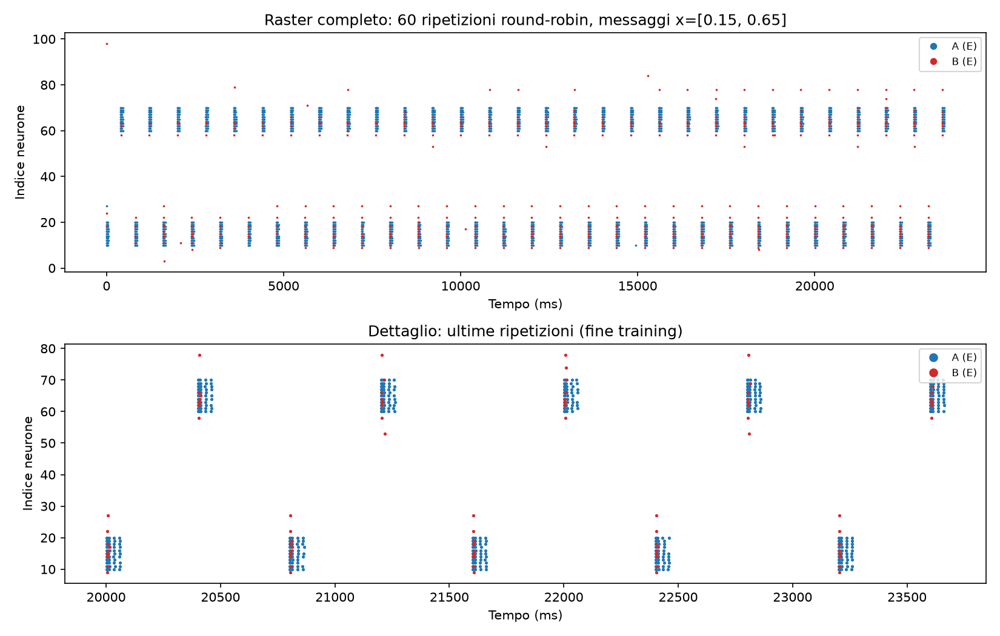 Raster completo: 60 ripetizioni round-robin, messaggi x=[0.15, 0.65]
100
80
60
40
20
0
Indice neurone
A (E)
B (E)
0 5000 10000 15000 20000
Tempo (ms)
Dettaglio: ultime ripetizioni (fine training)
80
70
60
50
40
30
20
10
Indice neurone
A (E)
B (E)
20000 20500 21000 21500 22000 22500 23000 23500
Tempo (ms)